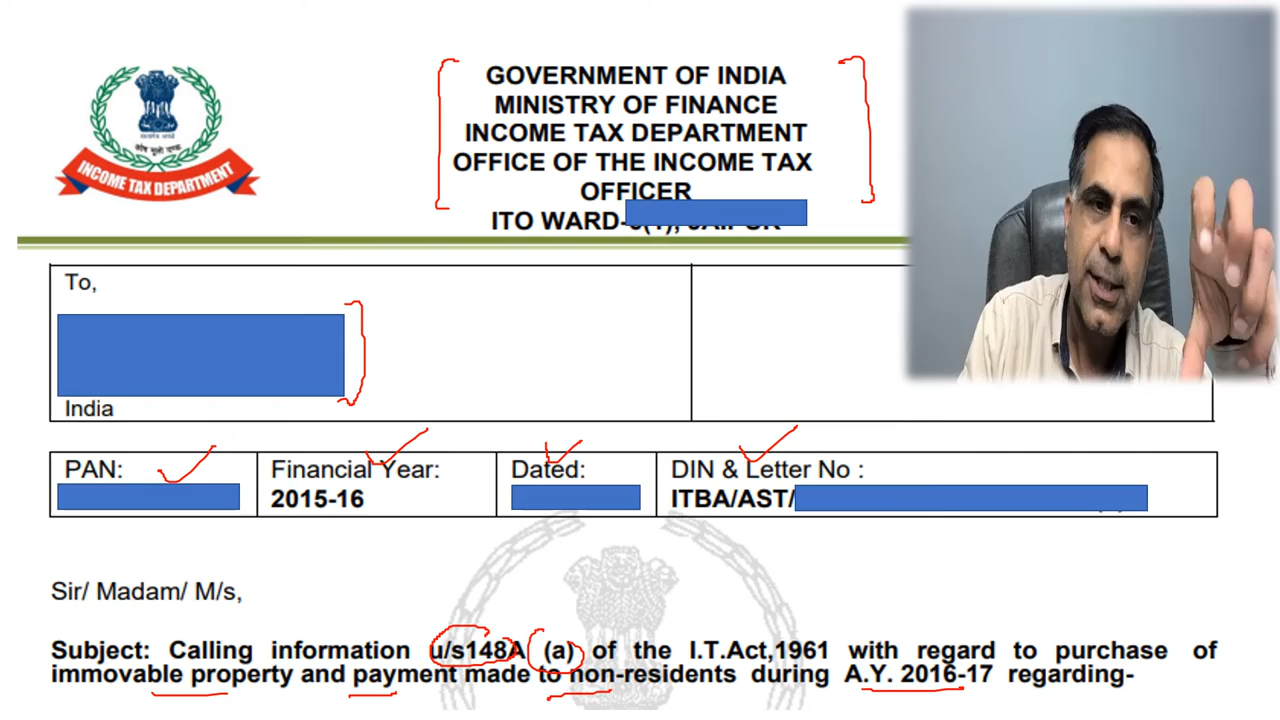 GOVERNMENT OF INDIA
MINISTRY OF FINANCE
INCOME TAX DEPARTMENT
OFFICE OF THE INCOME TAX
OFFICER
ITO WARD-
INCOME TAX DEPARTMENT
To,
India
PAN:
Financial Year:
2015-16
Dated:
DIN & Letter No :
ITBA/AST/
Sir/ Madam/ M/s,
Subject: Calling information u/s148A (a) of the I.T.Act,1961 with regard to purchase of
immovable property and payment made to non-residents during A.Y. 2016-17 regarding-